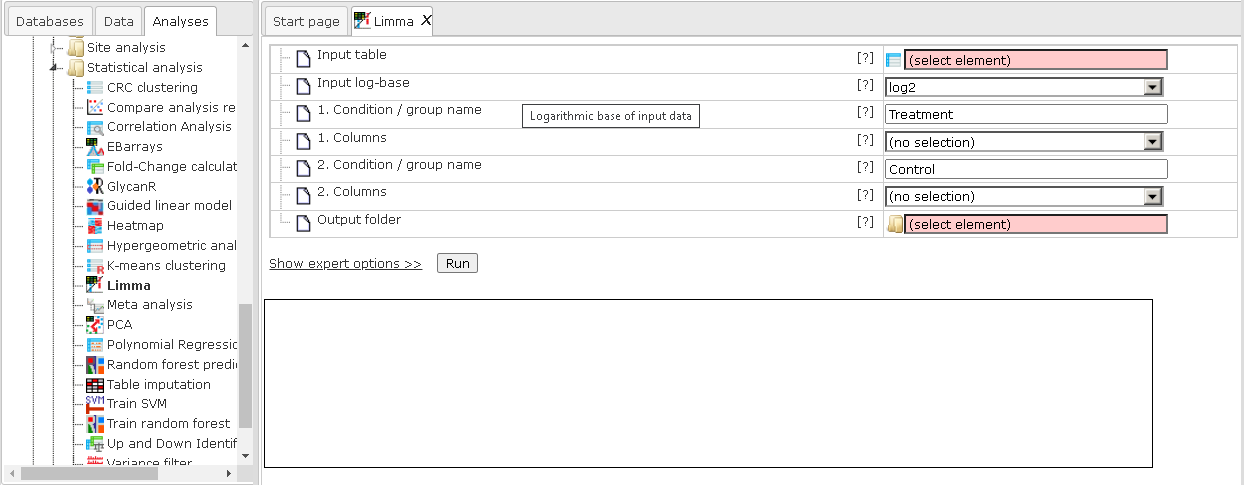 Databases
Data
Analyses
Site analysis
Statistical analysis
CRC clustering
Compare analysis re
Correlation Analysis
EBarrays
Fold-Change calculat
GlycanR
Guided linear model
Heatmap
Hypergeometric anal
K-means clustering
Limma
Meta analysis
PCA
Polynomial Regressio
Random forest predi
Table imputation
Train SVM
Train random forest
Up and Down Identif
Variance filter
Start page
Limma X
Input table [?] (select element)
Input log-base [?] log2
Logarithmic base of input data
1. Condition / group name [?] Treatment
1. Columns [?] (no selection)
2. Condition / group name [?] Control
2. Columns [?] (no selection)
Output folder [?] (select element)
Show expert options >> Run